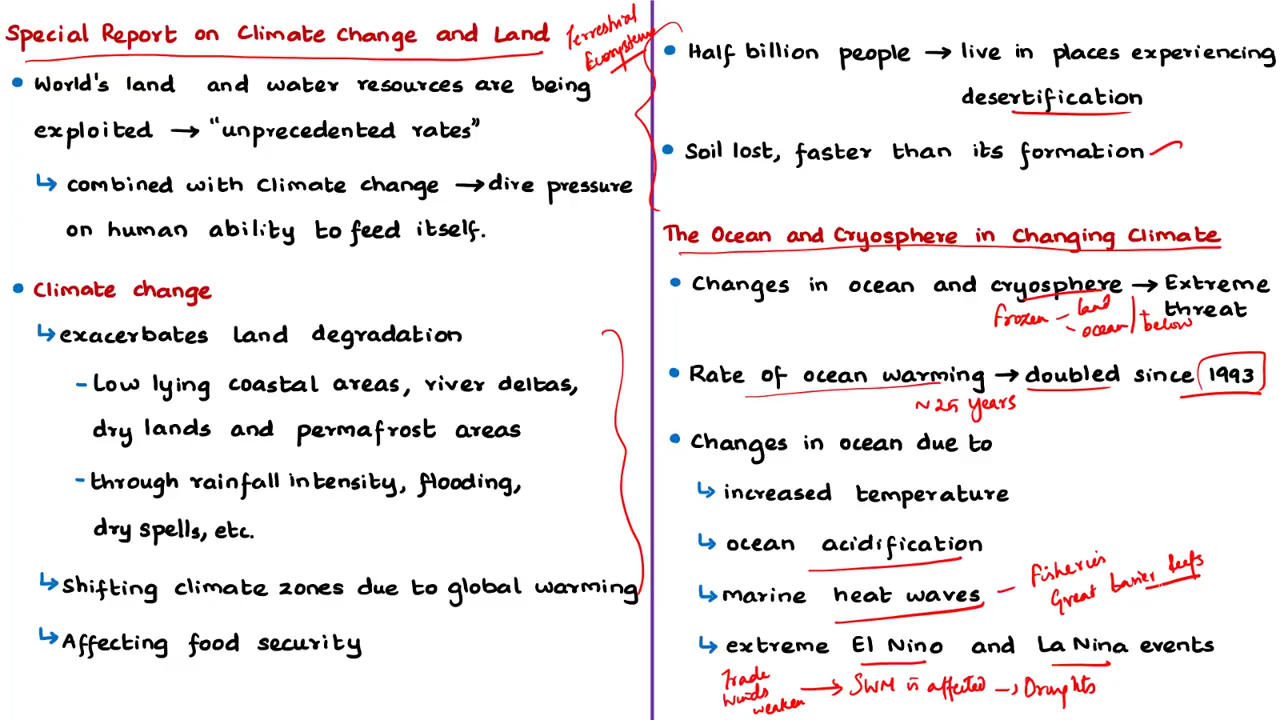 Special Report on Climate Change and Land
Terrestrial
Ecosystems
• World's land and water resources are being
exploited → "unprecedented rates"
↳ combined with climate change → dire pressure
on human ability to feed itself.
• Climate change
↳ exacerbates land degradation
- Low lying coastal areas, river deltas,
dry lands and permafrost areas
- through rainfall intensity, flooding,
dry spells, etc.
↳ Shifting climate zones due to global warming
↳ Affecting food security
• Half billion people → live in places experiencing
desertification
• Soil lost, faster than its formation
The Ocean and Cryosphere in Changing Climate
• Changes in ocean and cryosphere → Extreme
threat
frozen - land
- ocean + below
• Rate of ocean warming → doubled since 1993
~25 years
• Changes in ocean due to
↳ increased temperature
↳ ocean acidification
↳ marine heat waves - Fisheries
Great barrier Reefs
↳ extreme El Nino and La Nina events
Trade
winds
weaken → SWM is affected → Draughts